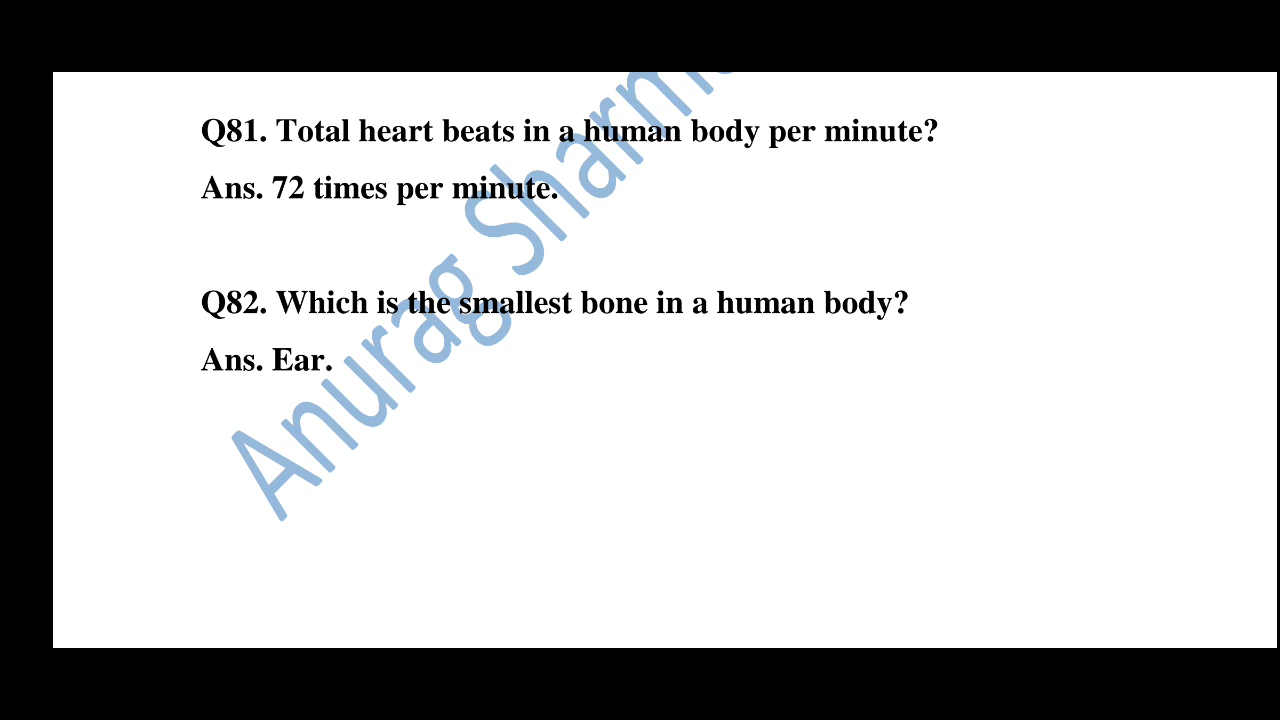 Q81. Total heart beats in a human body per minute?
Ans. 72 times per minute.
Q82. Which is the smallest bone in a human body?
Ans. Ear.
Anurag